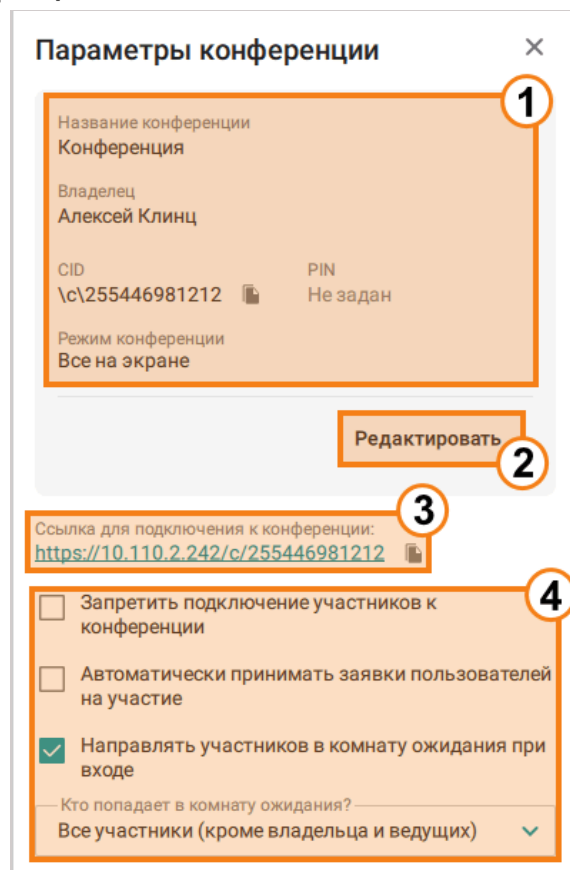 Параметры конференции
1
Название конференции
Конференция
Владелец
Алексей Клинц
CID PIN
\c\255446981212 Не задан
Режим конференции
Все на экране
Редактировать
2
3
Ссылка для подключения к конференции:
https://10.110.2.242/c/255446981212
4
Запретить подключение участников к
конференции
Автоматически принимать заявки пользователей
на участие
Направлять участников в комнату ожидания при
входе
Кто попадает в комнату ожидания?
Все участники (кроме владельца и ведущих)